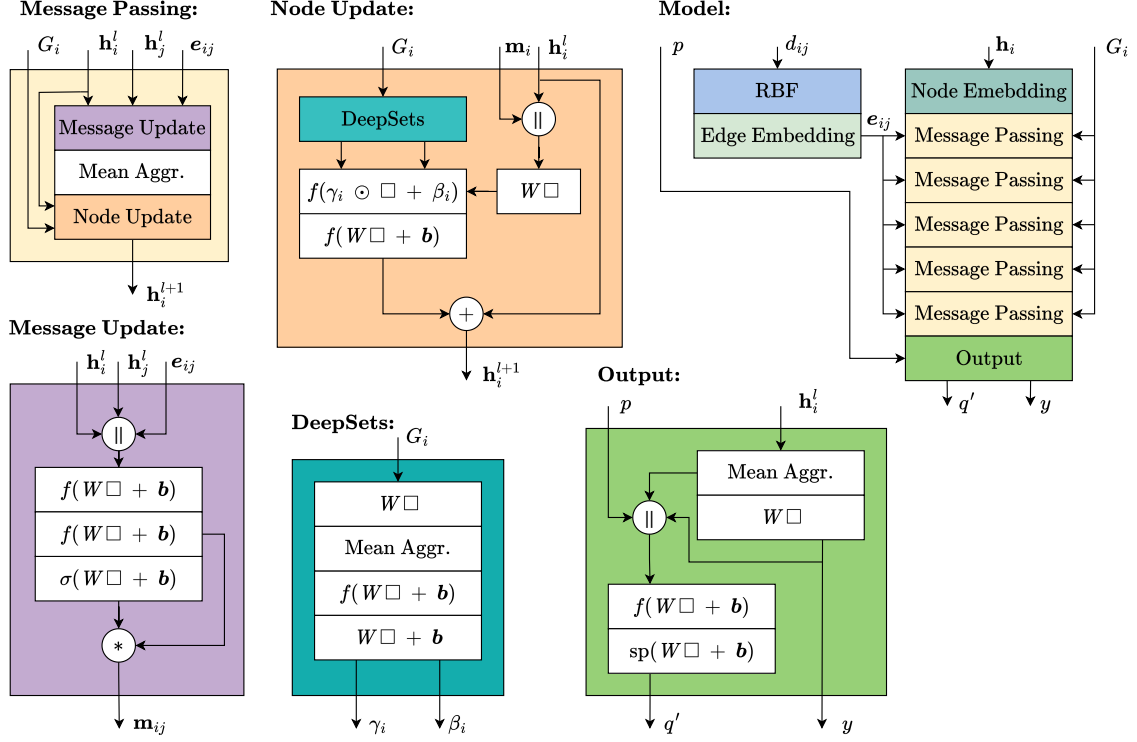 Message Passing:
G_i h_i^l h_j^l e_ij
Message Update
Mean Aggr.
Node Update
h_i^{l+1}
Node Update:
G_i m_i h_i^l
DeepSets ||
f(γ_i ⊙ □ + β_i) W□
f(W□ + b)
+
h_i^{l+1}
Model:
p d_ij h_i G_i
RBF Node Emebdding
Edge Embedding e_ij Message Passing
Message Passing
Message Passing
Message Passing
Message Passing
Output
q′ y
Message Update:
h_i^l h_j^l e_ij
||
f(W□ + b)
f(W□ + b)
σ(W□ + b)
*
m_ij
DeepSets:
G_i
W□
Mean Aggr.
f(W□ + b)
W□ + b
γ_i β_i
Output:
p h_i^l
Mean Aggr.
|| W□
f(W□ + b)
sp(W□ + b)
q′ y